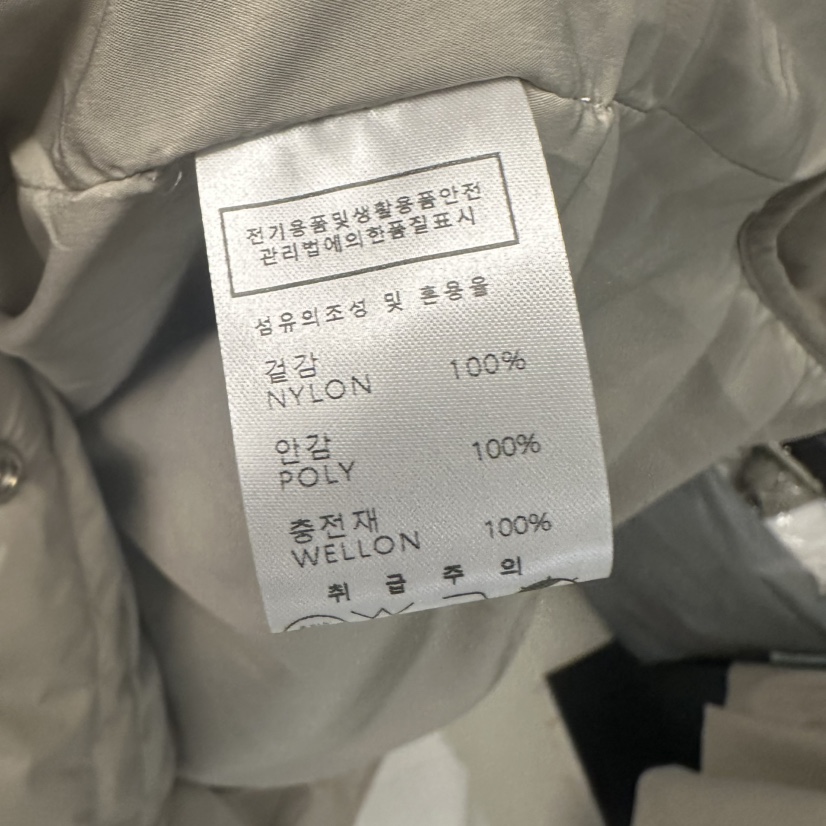 전기용품및생활용품안전
관리법에의한품질표시
섬유의조성 및 혼용율
겉감
NYLON 100%
안감
POLY 100%
충전재
WELLON 100%
취 급 주 의